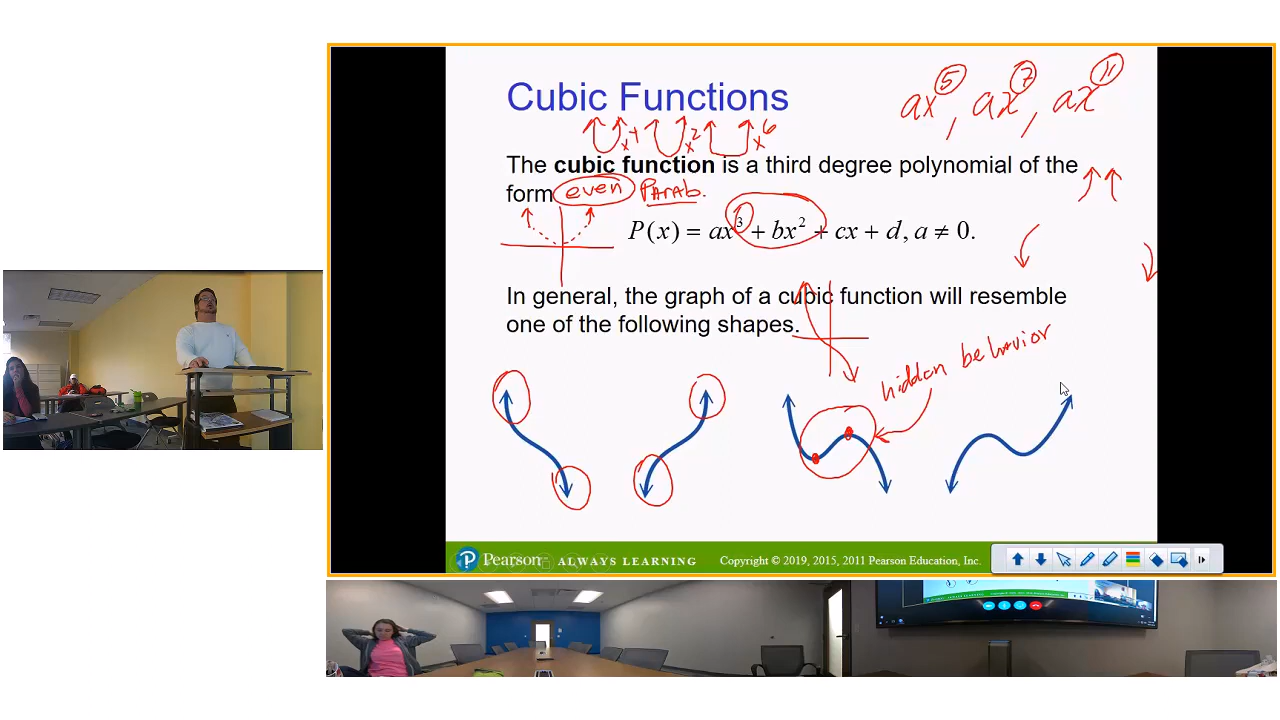 Cubic Functions
ax⁵, ax⁷, ax¹¹
x⁴ x² x⁶
The cubic function is a third degree polynomial of the
form even Parab.
P(x) = ax³ + bx² + cx + d, a ≠ 0.
In general, the graph of a cubic function will resemble
one of the following shapes.
hidden behavior
Pearson ALWAYS LEARNING Copyright © 2019, 2015, 2011 Pearson Education, Inc.